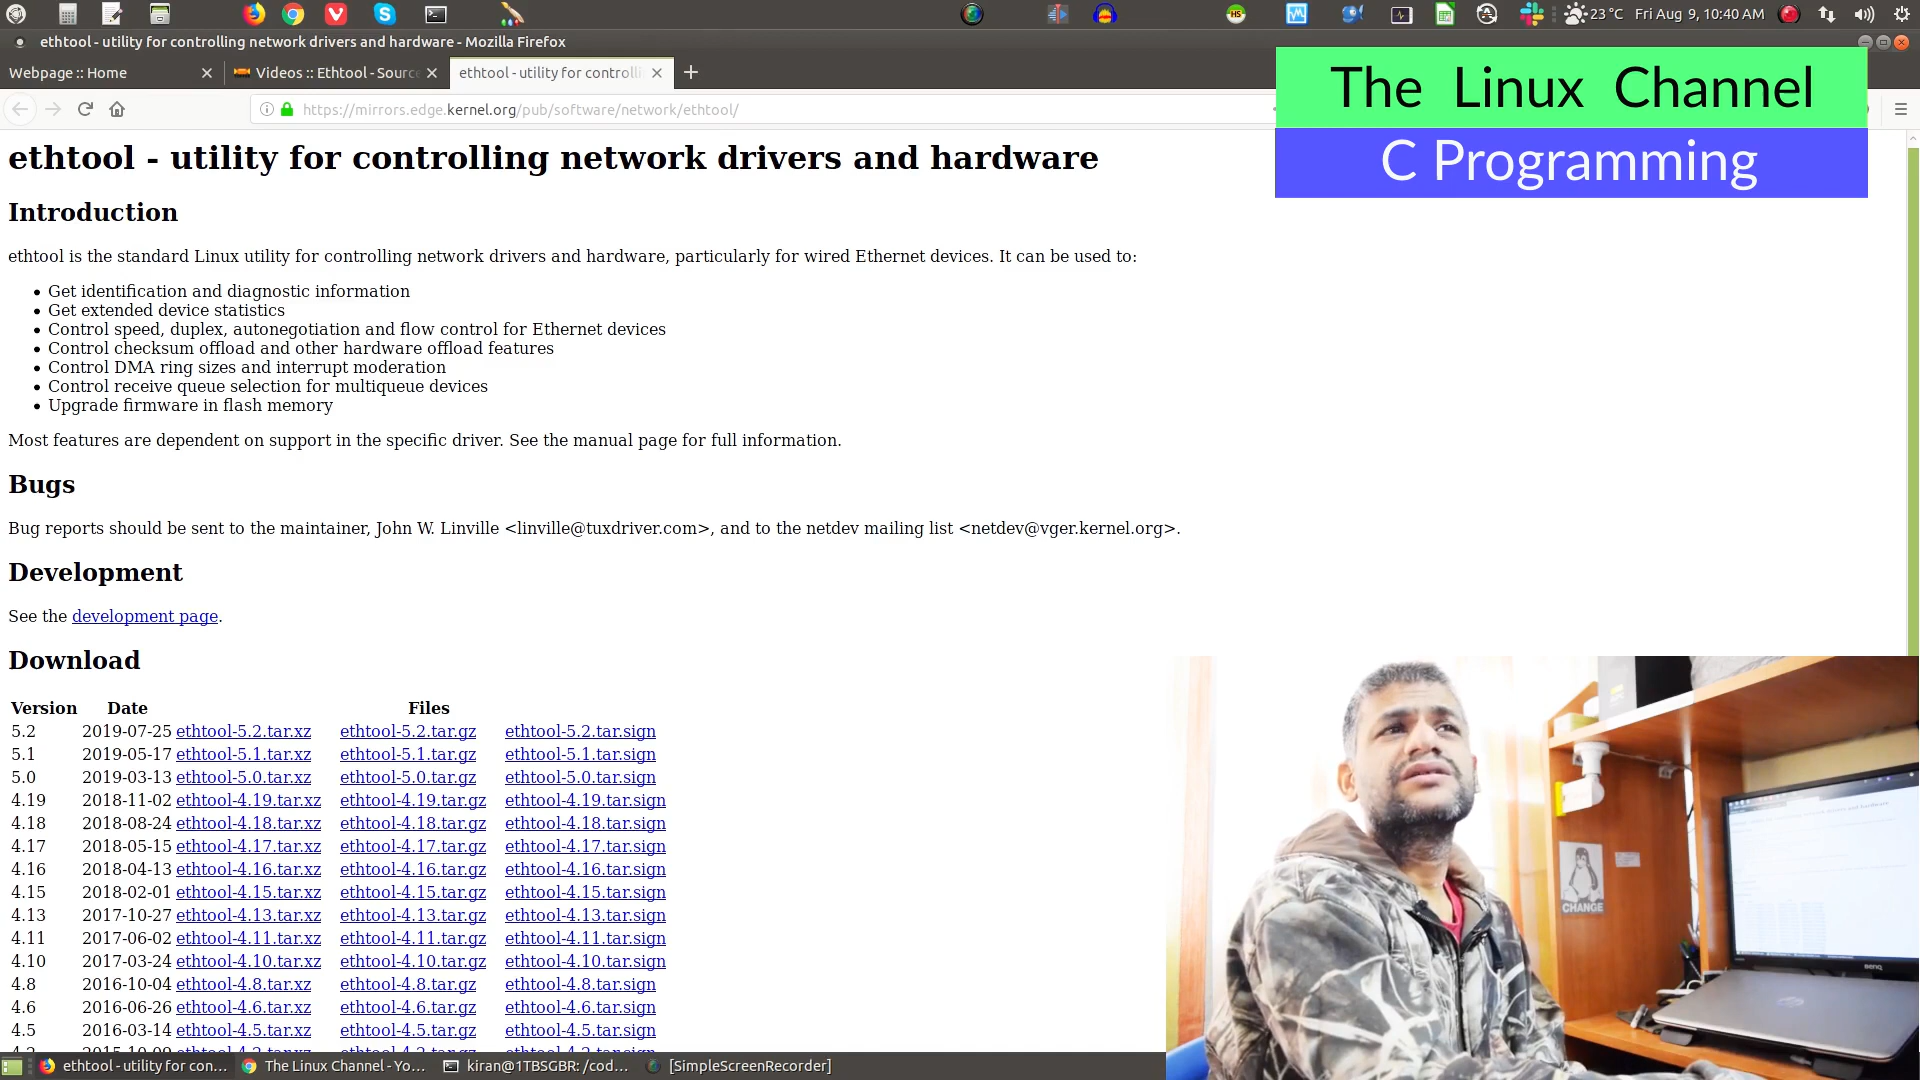 HS
23°C
Fri Aug 9, 10:40 AM
ethtool - utility for controlling network drivers and hardware - Mozilla Firefox
Webpage :: Home
Videos :: Ethtool - Sourc
ethtool - utility for controlli
https://mirrors.edge.kernel.org/pub/software/network/ethtool/
The Linux Channel
C Programming
ethtool - utility for controlling network drivers and hardware
Introduction
ethtool is the standard Linux utility for controlling network drivers and hardware, particularly for wired Ethernet devices. It can be used to:
• Get identification and diagnostic information
• Get extended device statistics
• Control speed, duplex, autonegotiation and flow control for Ethernet devices
• Control checksum offload and other hardware offload features
• Control DMA ring sizes and interrupt moderation
• Control receive queue selection for multiqueue devices
• Upgrade firmware in flash memory
Most features are dependent on support in the specific driver. See the manual page for full information.
Bugs
Bug reports should be sent to the maintainer, John W. Linville <linville@tuxdriver.com>, and to the netdev mailing list <netdev@vger.kernel.org>.
Development
See the development page.
Download
Version Date Files
5.2 2019-07-25 ethtool-5.2.tar.xz ethtool-5.2.tar.gz ethtool-5.2.tar.sign
5.1 2019-05-17 ethtool-5.1.tar.xz ethtool-5.1.tar.gz ethtool-5.1.tar.sign
5.0 2019-03-13 ethtool-5.0.tar.xz ethtool-5.0.tar.gz ethtool-5.0.tar.sign
4.19 2018-11-02 ethtool-4.19.tar.xz ethtool-4.19.tar.gz ethtool-4.19.tar.sign
4.18 2018-08-24 ethtool-4.18.tar.xz ethtool-4.18.tar.gz ethtool-4.18.tar.sign
4.17 2018-05-15 ethtool-4.17.tar.xz ethtool-4.17.tar.gz ethtool-4.17.tar.sign
4.16 2018-04-13 ethtool-4.16.tar.xz ethtool-4.16.tar.gz ethtool-4.16.tar.sign
4.15 2018-02-01 ethtool-4.15.tar.xz ethtool-4.15.tar.gz ethtool-4.15.tar.sign
4.13 2017-10-27 ethtool-4.13.tar.xz ethtool-4.13.tar.gz ethtool-4.13.tar.sign
4.11 2017-06-02 ethtool-4.11.tar.xz ethtool-4.11.tar.gz ethtool-4.11.tar.sign
4.10 2017-03-24 ethtool-4.10.tar.xz ethtool-4.10.tar.gz ethtool-4.10.tar.sign
4.8 2016-10-04 ethtool-4.8.tar.xz ethtool-4.8.tar.gz ethtool-4.8.tar.sign
4.6 2016-06-26 ethtool-4.6.tar.xz ethtool-4.6.tar.gz ethtool-4.6.tar.sign
4.5 2016-03-14 ethtool-4.5.tar.xz ethtool-4.5.tar.gz ethtool-4.5.tar.sign
CHANGE
BenQ
ethtool - utility for con...
The Linux Channel - Yo...
kiran@1TBSGBR: /cod...
[SimpleScreenRecorder]